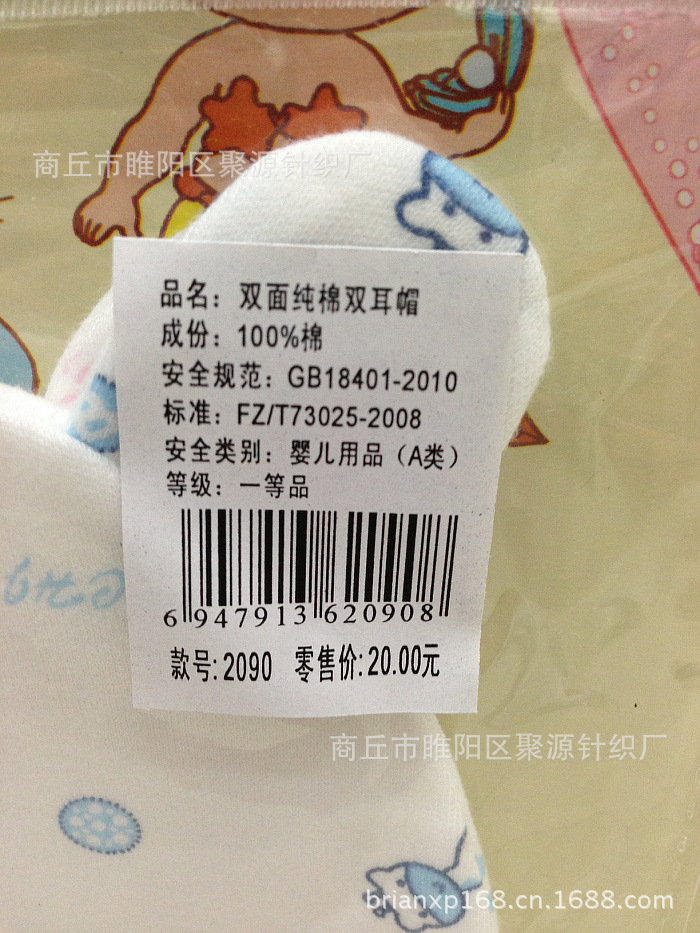 商丘市睢阳区聚源针织厂
品名：双面纯棉双耳帽
成份：100%棉
安全规范：GB18401-2010
标准：FZ/T73025-2008
安全类别：婴儿用品（A类）
等级：一等品
6 947913 620908
款号:2090 零售价:20.00元
商丘市睢阳区聚源针织厂
brianxp168.cn.1688.com